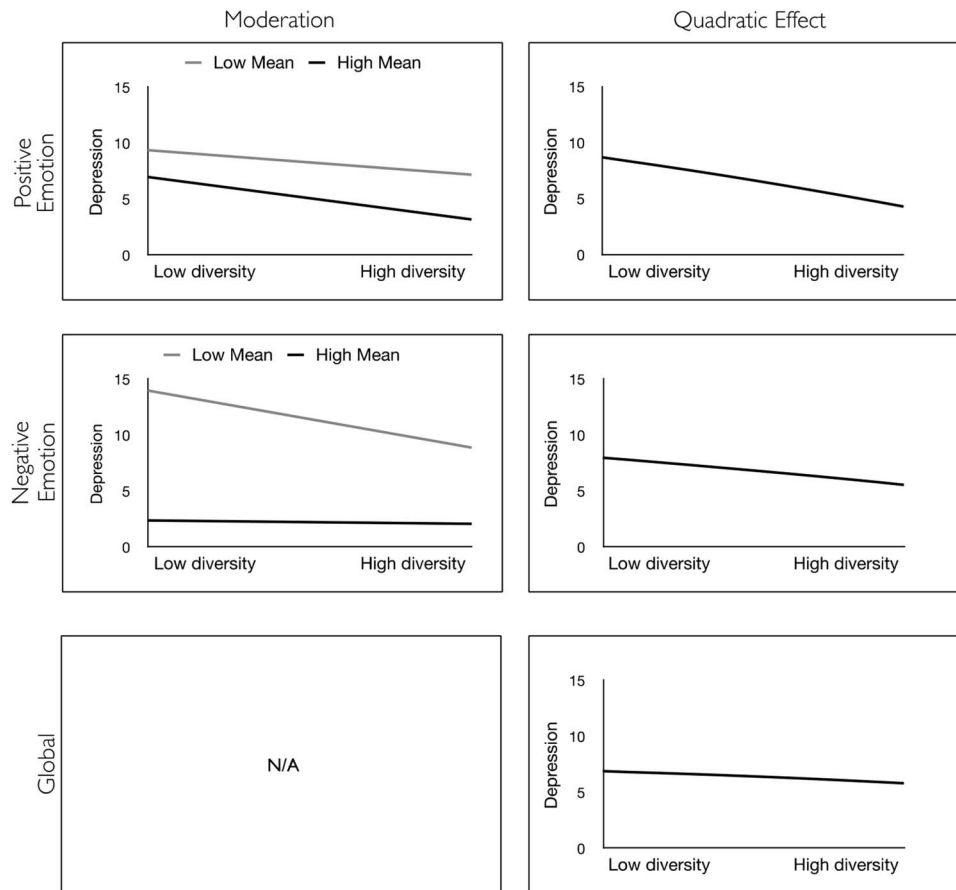 Moderation
Quadratic Effect
Positive
Emotion
Low Mean High Mean
15
10
5
0
Depression
Low diversity High diversity
15
10
5
0
Depression
Low diversity High diversity
Negative
Emotion
Low Mean High Mean
15
10
5
0
Depression
Low diversity High diversity
15
10
5
0
Depression
Low diversity High diversity
Global
N/A
15
10
5
0
Depression
Low diversity High diversity